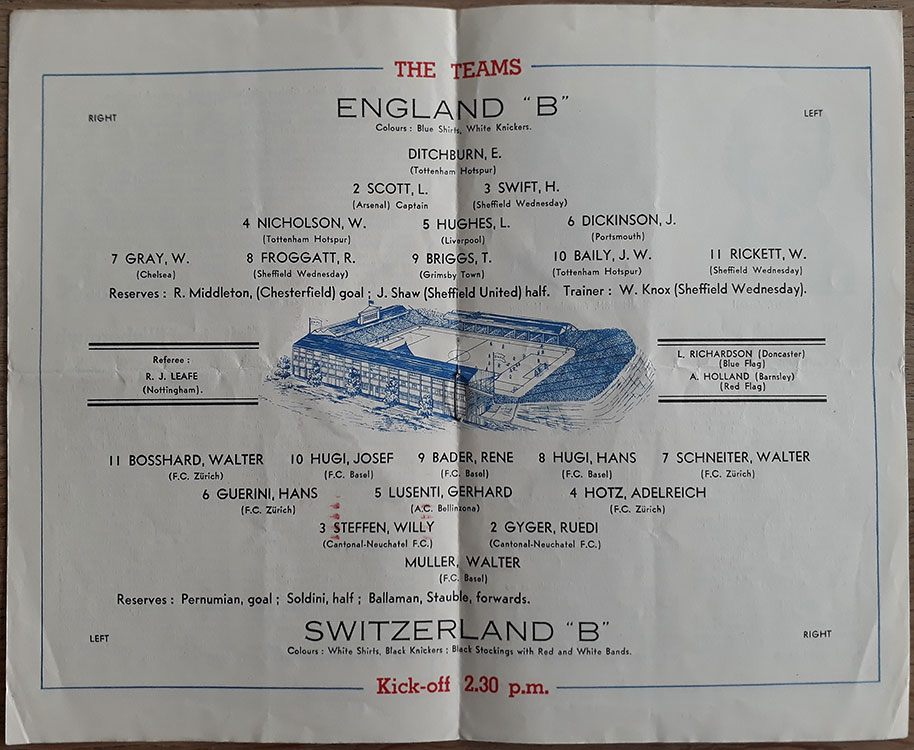 THE TEAMS
ENGLAND "B"
RIGHT LEFT
Colours : Blue Shirts, White Knickers.
DITCHBURN, E.
(Tottenham Hotspur)
2 SCOTT, L. 3 SWIFT, H.
(Arsenal) Captain (Sheffield Wednesday)
4 NICHOLSON, W. 5 HUGHES, L. 6 DICKINSON, J.
(Tottenham Hotspur) (Liverpool) (Portsmouth)
7 GRAY, W. 8 FROGGATT, R. 9 BRIGGS, T. 10 BAILY, J. W. 11 RICKETT, W.
(Chelsea) (Sheffield Wednesday) (Grimsby Town) (Tottenham Hotspur) (Sheffield Wednesday)
Reserves : R. Middleton, (Chesterfield) goal ; J. Shaw (Sheffield United) half. Trainer : W. Knox (Sheffield Wednesday).
Referee :
R. J. LEAFE
(Nottingham).
L. RICHARDSON (Doncaster)
(Blue Flag)
A. HOLLAND (Barnsley)
(Red Flag)
11 BOSSHARD, WALTER 10 HUGI, JOSEF 9 BADER, RENE 8 HUGI, HANS 7 SCHNEITER, WALTER
(F.C. Zürich) (F.C. Basel) (F.C. Basel) (F.C. Basel) (F.C. Zürich)
6 GUERINI, HANS 5 LUSENTI, GERHARD 4 HOTZ, ADELREICH
(F.C. Zürich) (A.C. Bellinzona) (F.C. Zürich)
3 STEFFEN, WILLY 2 GYGER, RUEDI
(Cantonal-Neuchatel F.C.) (Cantonal-Neuchatel F.C.)
MULLER, WALTER
(F.C. Basel)
Reserves : Pernumian, goal ; Soldini, half ; Ballaman, Stauble, forwards.
SWITZERLAND "B"
LEFT RIGHT
Colours : White Shirts, Black Knickers ; Black Stockings with Red and White Bands.
Kick-off 2.30 p.m.